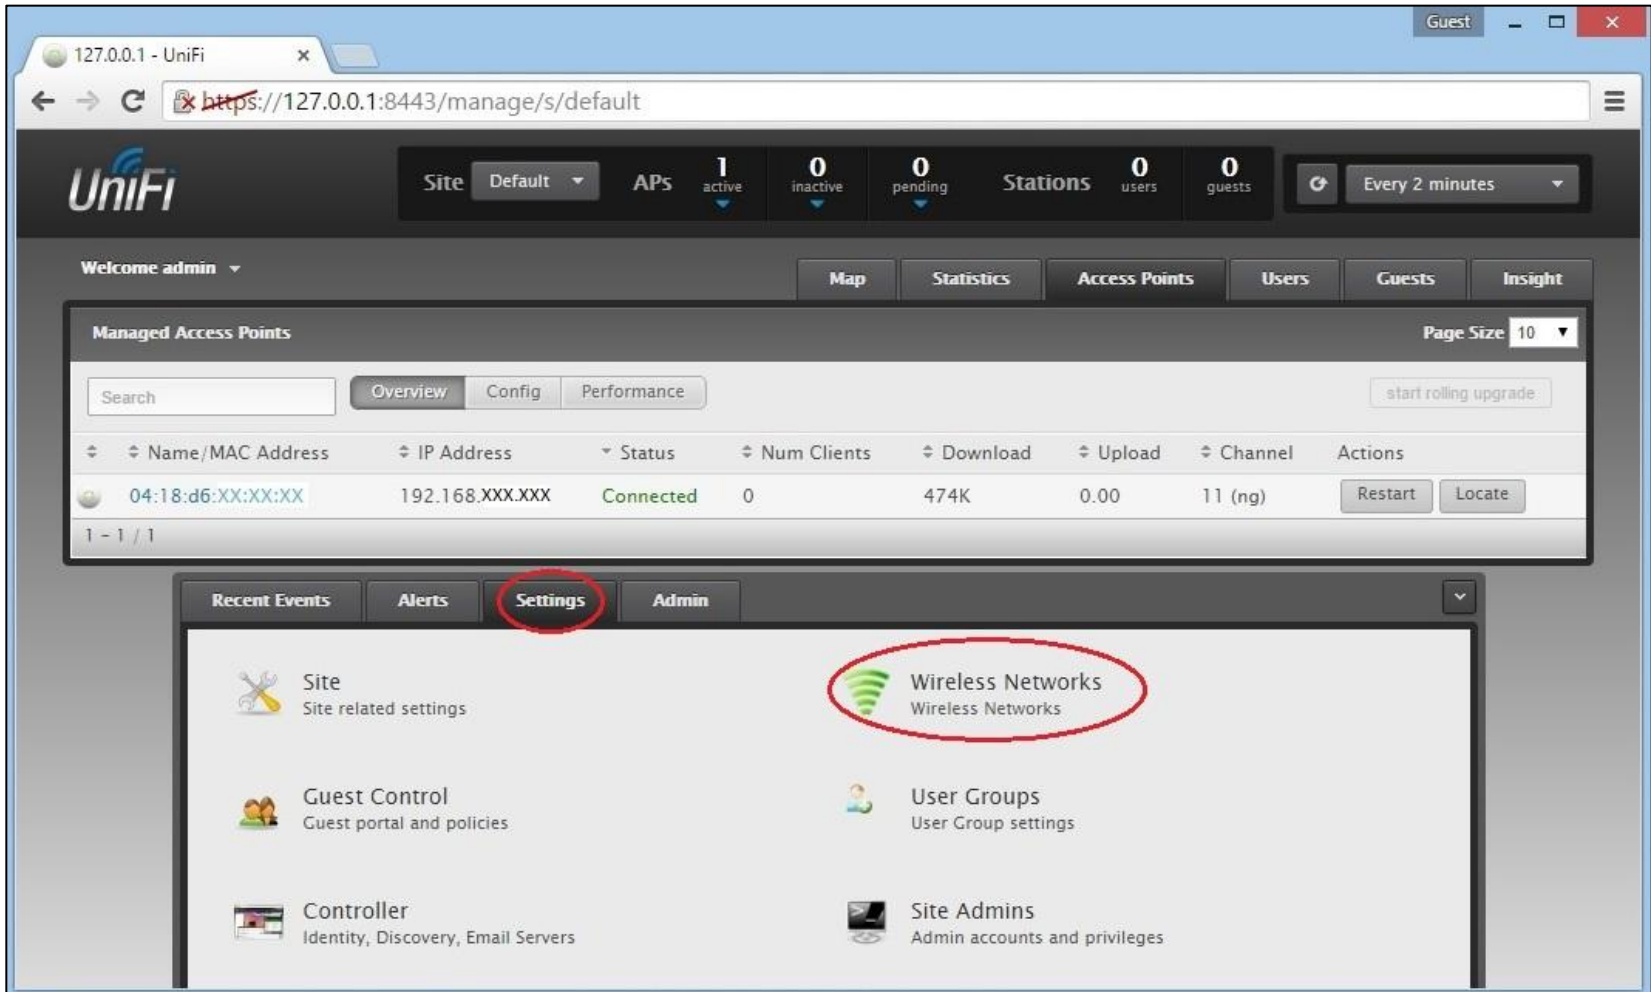 Guest
127.0.0.1 - UniFi
https://127.0.0.1:8443/manage/s/default
UniFi
Site Default APs 1 active 0 inactive 0 pending Stations 0 users 0 guests Every 2 minutes
Welcome admin
Map Statistics Access Points Users Guests Insight
Managed Access Points Page Size 10
Search Overview Config Performance start rolling upgrade
Name/MAC Address IP Address Status Num Clients Download Upload Channel Actions
04:18:d6:XX:XX:XX 192.168.XXX.XXX Connected 0 474K 0.00 11 (ng) Restart Locate
1 - 1 / 1
Recent Events Alerts Settings Admin
Site
Site related settings
Wireless Networks
Wireless Networks
Guest Control
Guest portal and policies
User Groups
User Group settings
Controller
Identity, Discovery, Email Servers
Site Admins
Admin accounts and privileges